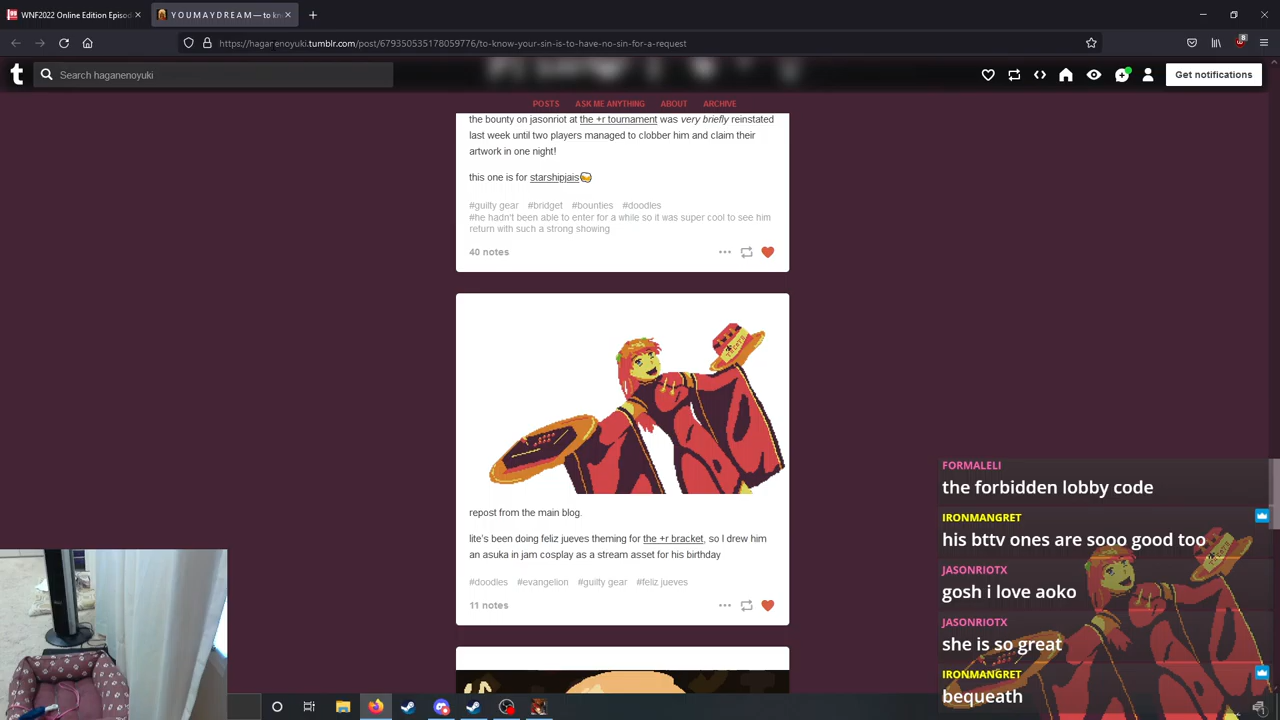 WNF2022 Online Edition Episod
Y O U M A Y D R E A M — to kn
https://haganenoyuki.tumblr.com/post/679350535178059776/to-know-your-sin-is-to-have-no-sin-for-a-request
8
t
Search haganenoyuki
Get notifications
POSTS ASK ME ANYTHING ABOUT ARCHIVE
the bounty on jasonriot at the +r tournament was very briefly reinstated
last week until two players managed to clobber him and claim their
artwork in one night!
this one is for starshipjais
#guilty gear #bridget #bounties #doodles
#he hadn't been able to enter for a while so it was super cool to see him
return with such a strong showing
40 notes
repost from the main blog.
lite's been doing feliz jueves theming for the +r bracket, so I drew him
an asuka in jam cosplay as a stream asset for his birthday
#doodles #evangelion #guilty gear #feliz jueves
11 notes
FORMALELI
the forbidden lobby code
IRONMANGRET
his bttv ones are sooo good too
JASONRIOTX
gosh i love aoko
JASONRIOTX
she is so great
IRONMANGRET
bequeath